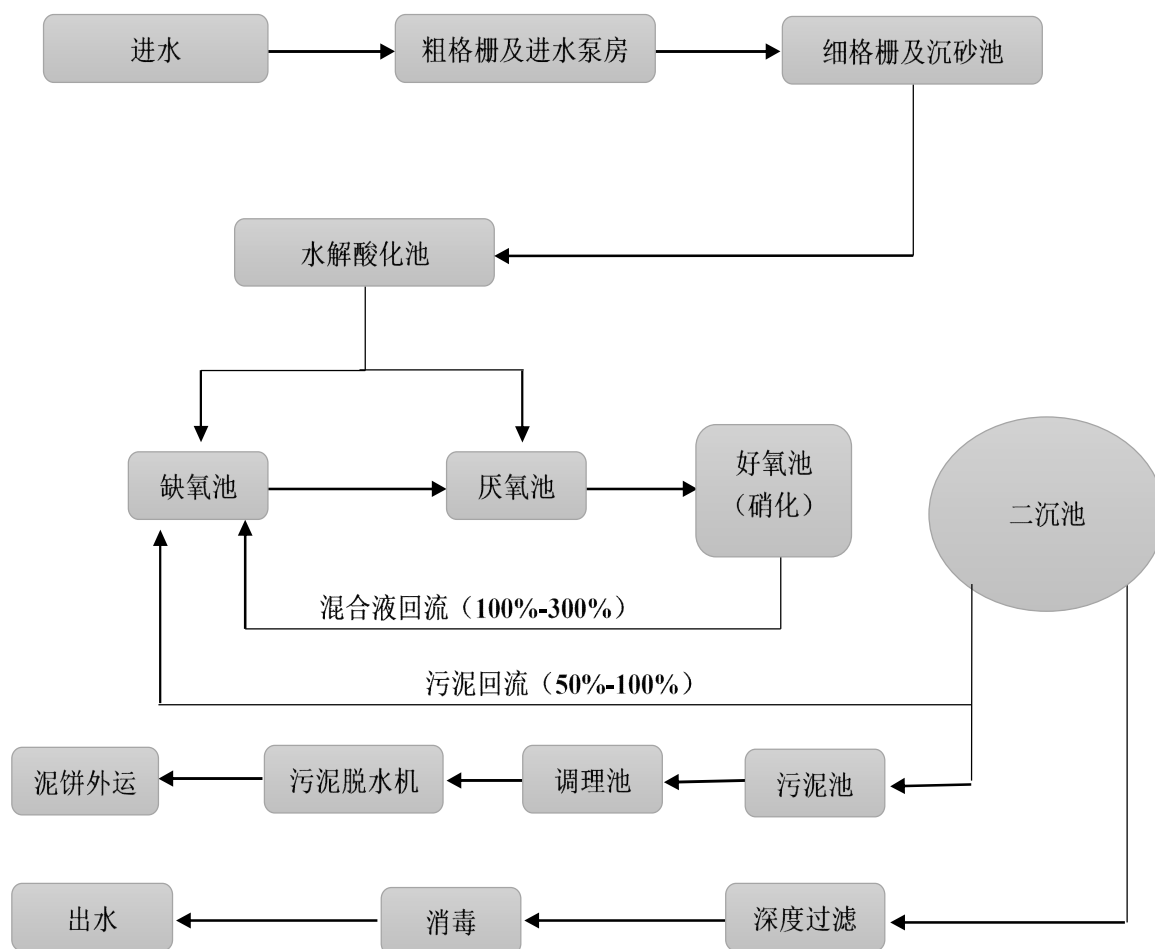 进水
粗格栅及进水泵房
细格栅及沉砂池
水解酸化池
缺氧池
厌氧池
好氧池
（硝化）
二沉池
混合液回流（100%-300%）
污泥回流（50%-100%）
泥饼外运
污泥脱水机
调理池
污泥池
出水
消毒
深度过滤